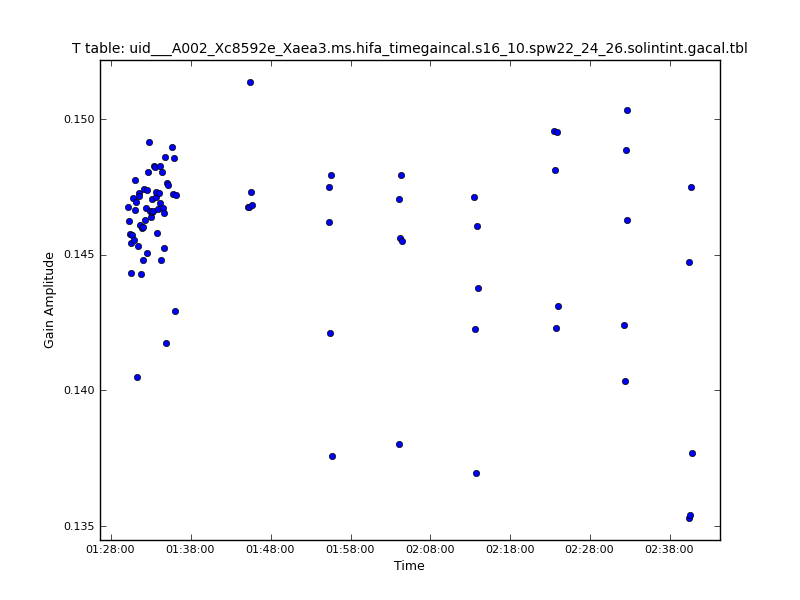 T table: uid___A002_Xc8592e_Xaea3.ms.hifa_timegaincal.s16_10.spw22_24_26.solintint.gacal.tbl
0.150
0.145
0.140
0.135
Gain Amplitude
01:28:00 01:38:00 01:48:00 01:58:00 02:08:00 02:18:00 02:28:00 02:38:00
Time